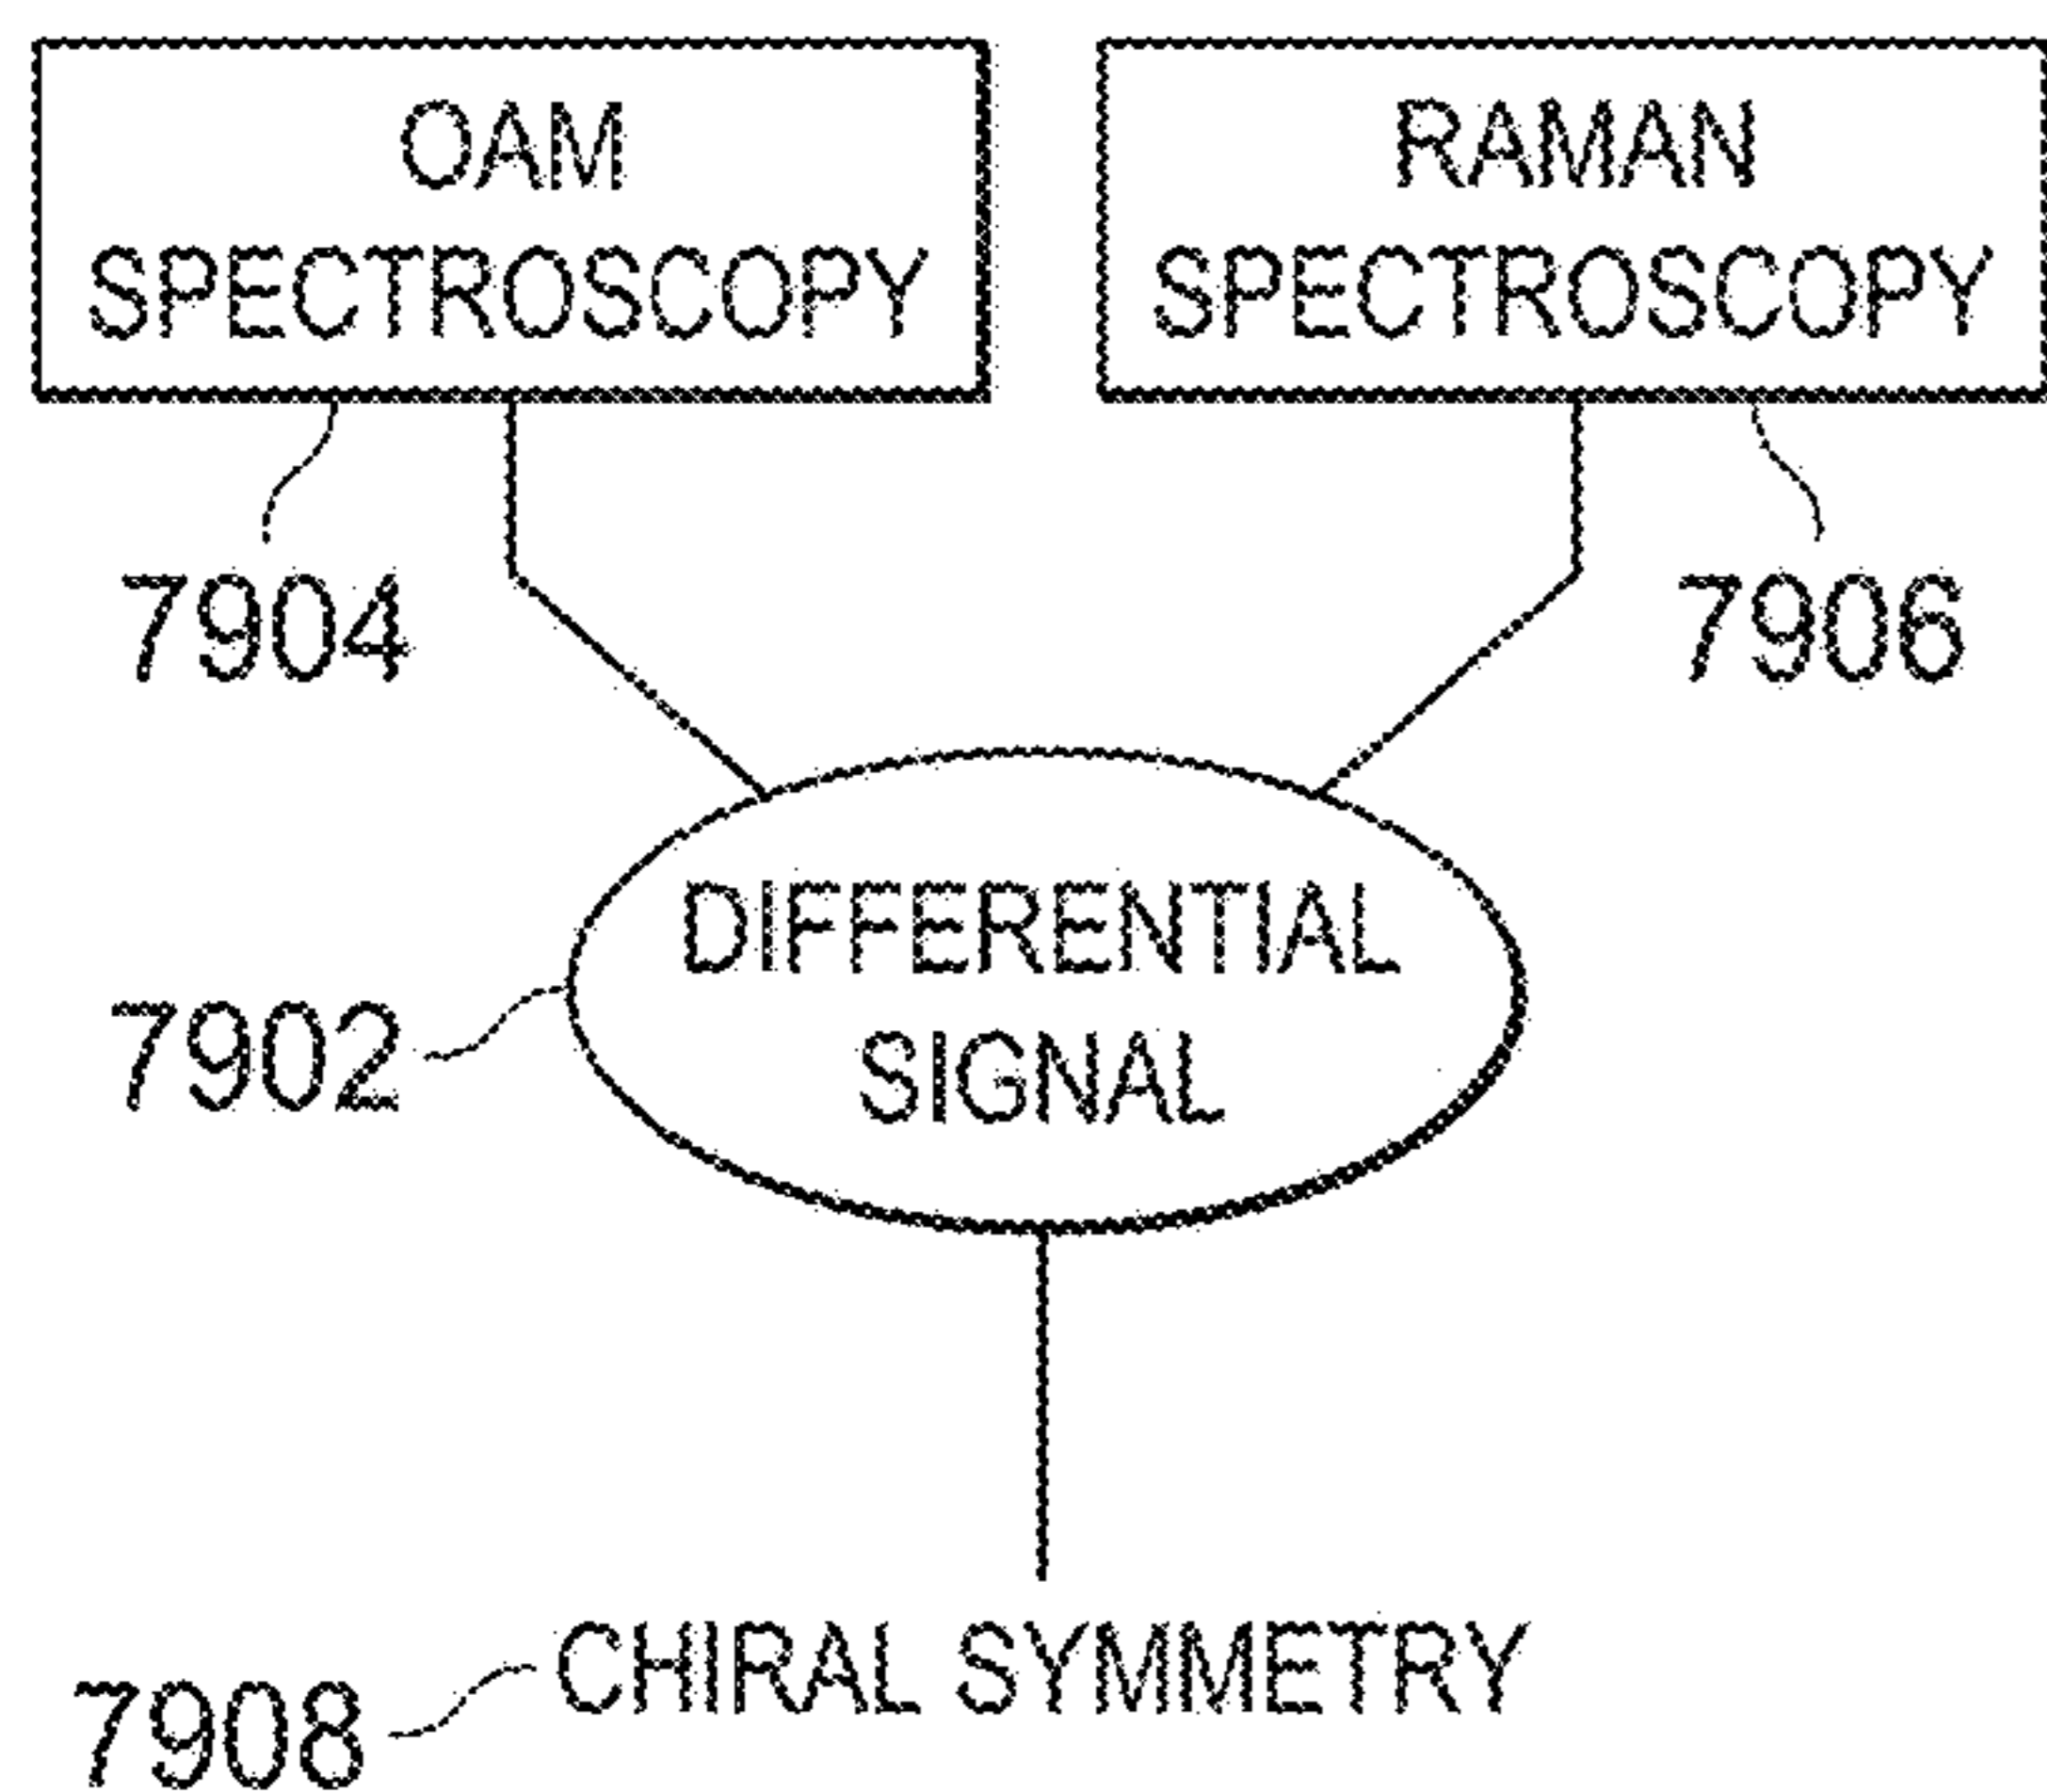 OAM
SPECTROSCOPY
RAMAN
SPECTROSCOPY
7904
7906
DIFFERENTIAL
SIGNAL
7902
CHIRAL SYMMETRY
7908